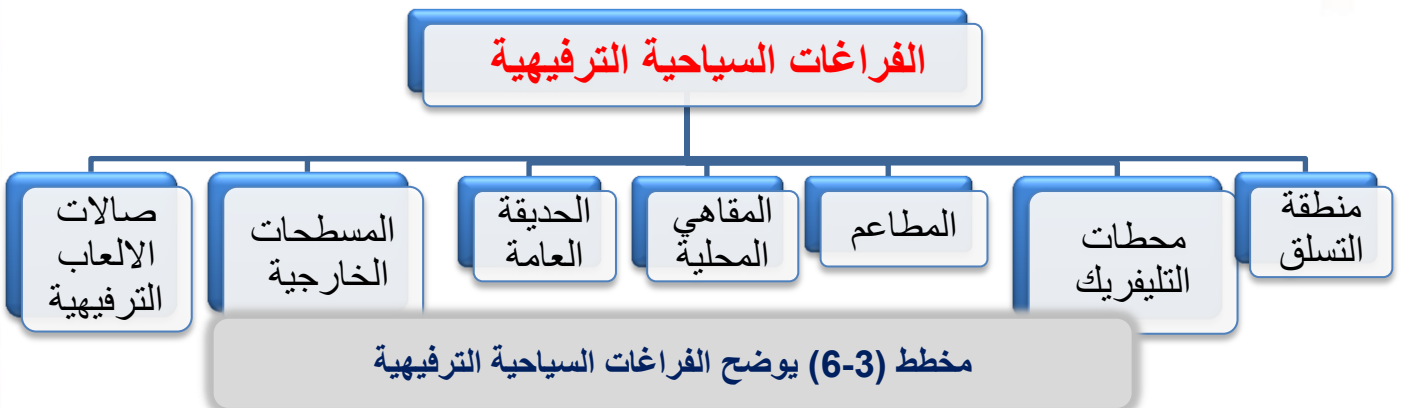 الفراغات السياحية الترفيهية
منطقة
التسلق
محطات
التليفريك
المطاعم
المقاهي
المحلية
الحديقة
العامة
المسطحات
الخارجية
صالات
الالعاب
الترفيهية
مخطط (3-6) يوضح الفراغات السياحية الترفيهية